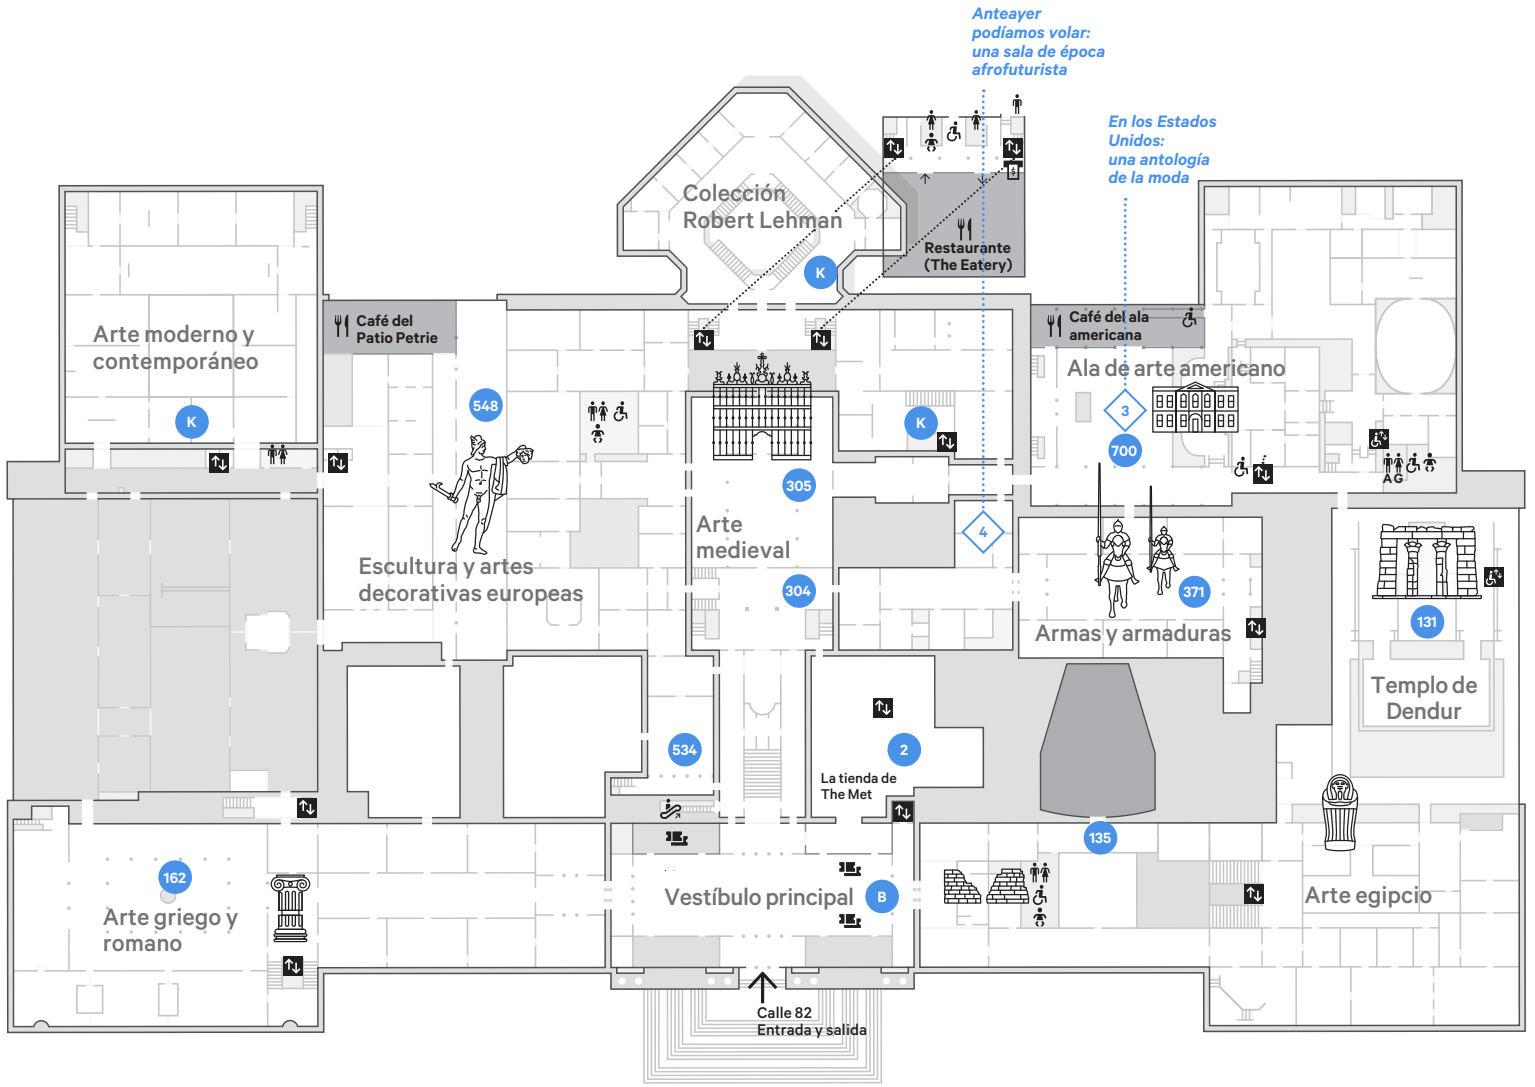 Anteayer
podíamos volar:
una sala de época
afrofuturista
En los Estados
Unidos:
una antología
de la moda
Colección
Robert Lehman
K
Restaurante
(The Eatery)
Café del
Patio Petrie
Café del ala
americana
Arte moderno y
contemporáneo
K
548
Ala de arte americano
3
700
K
305
A G
Arte
medieval
4
Escultura y artes
decorativas europeas
304
371
Armas y armaduras
131
Templo de
Dendur
534
2
La tienda de
The Met
135
162
Arte griego y
romano
Vestíbulo principal
B
Arte egipcio
Calle 82
Entrada y salida